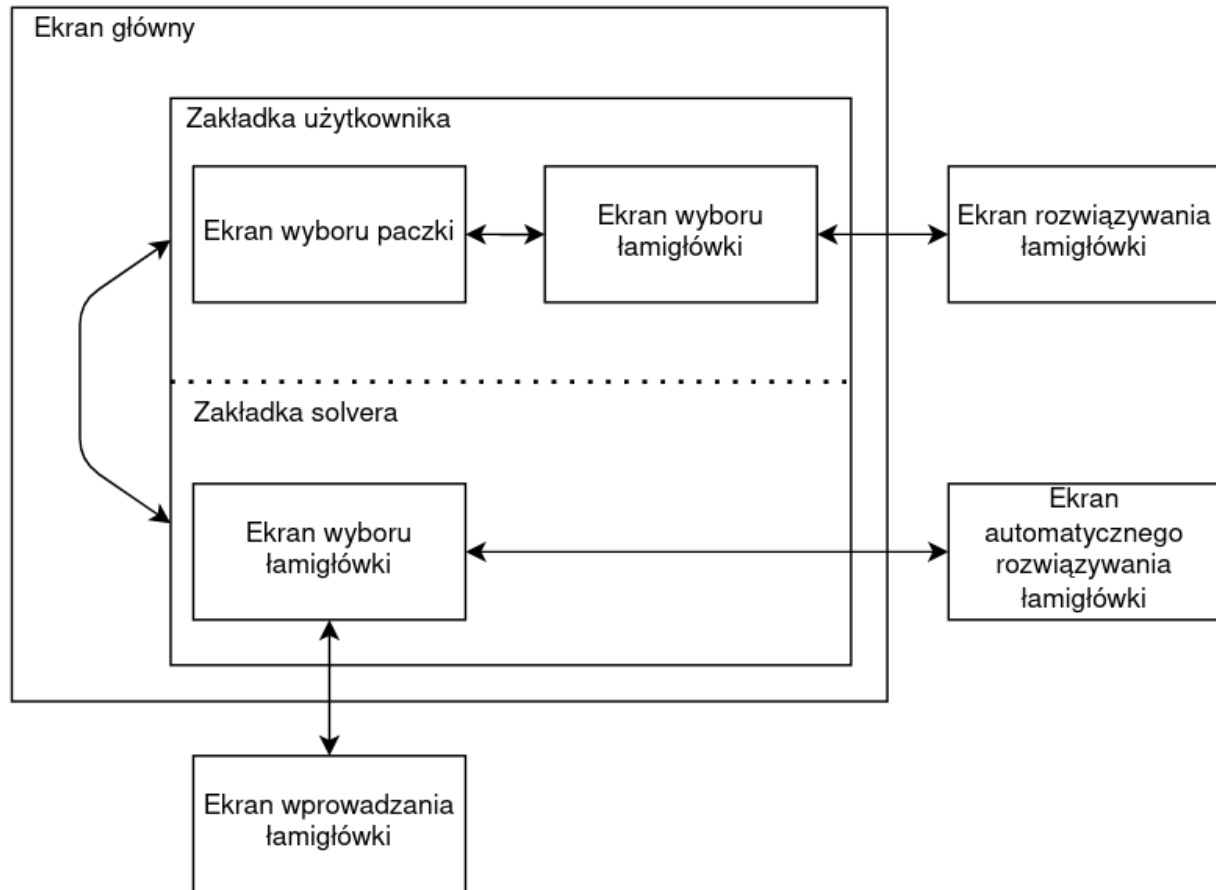 Ekran główny
Zakładka użytkownika
Ekran wyboru paczki
Ekran wyboru
łamigłówki
Ekran rozwiązywania
łamigłówki
Zakładka solvera
Ekran wyboru
łamigłówki
Ekran
automatycznego
rozwiązywania
łamigłówki
Ekran wprowadzania
łamigłówki